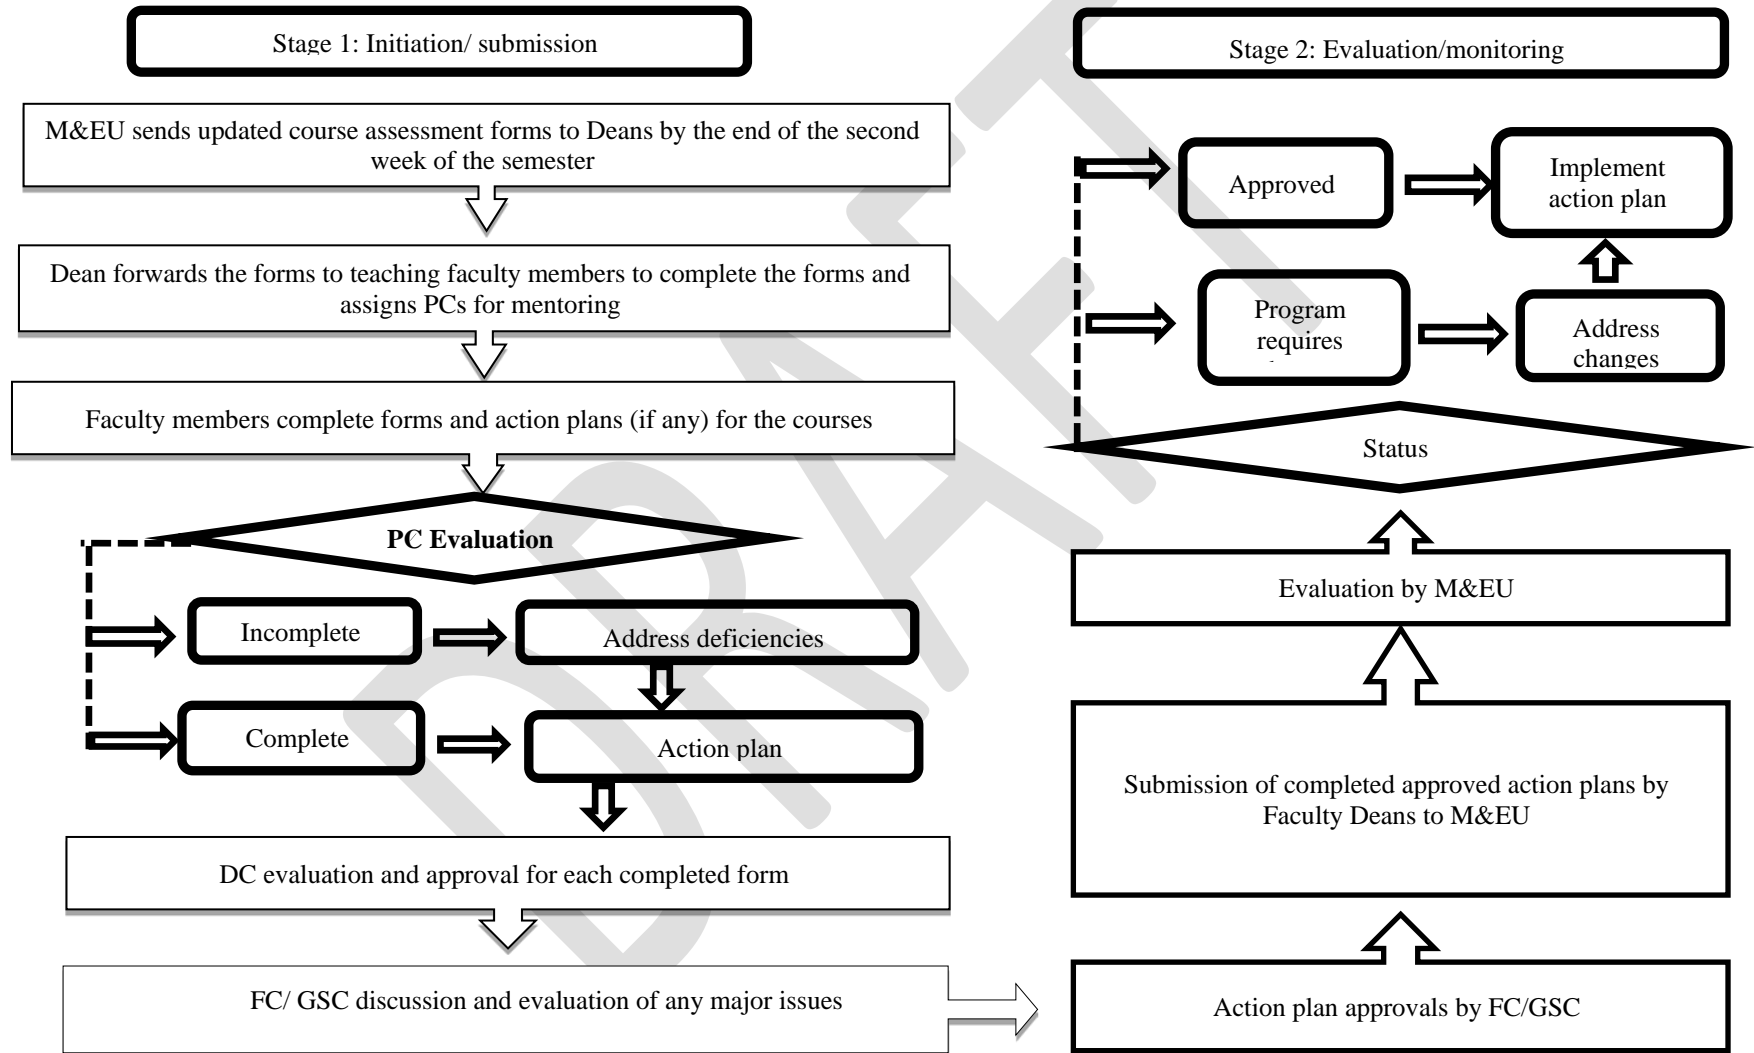 Stage 1: Initiation/ submission
M&EU sends updated course assessment forms to Deans by the end of the second
week of the semester
Dean forwards the forms to teaching faculty members to complete the forms and
assigns PCs for mentoring
Faculty members complete forms and action plans (if any) for the courses
PC Evaluation
Incomplete
Address deficiencies
Complete
Action plan
DC evaluation and approval for each completed form
FC/ GSC discussion and evaluation of any major issues
Stage 2: Evaluation/monitoring
Approved
Implement
action plan
Program
requires
Address
changes
Status
Evaluation by M&EU
Submission of completed approved action plans by
Faculty Deans to M&EU
Action plan approvals by FC/GSC
DRAFT